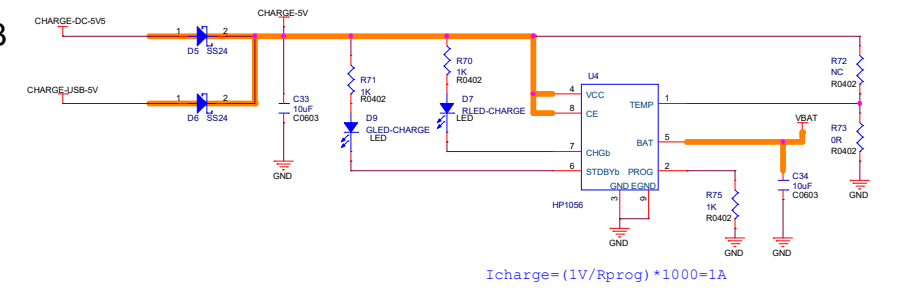 3
CHARGE-DC-5V5
CHARGE-5V
1
2
D5
SS24
CHARGE-USB-5V
1
2
D6
SS24
C33
10uF
C0603
GND
R71
1K
R0402
D9
GLED-CHARGE
LED
R70
1K
R0402
D7
RLED-CHARGE
LED
U4
4
VCC
8
CE
7
CHGb
6
STDBYb
TEMP
1
BAT
5
PROG
2
GND
EGND
3
9
HP1056
GND
R75
1K
R0402
GND
VBAT
C34
10uF
C0603
GND
R72
NC
R0402
R73
0R
R0402
GND
Icharge=(1V/Rprog)*1000=1A